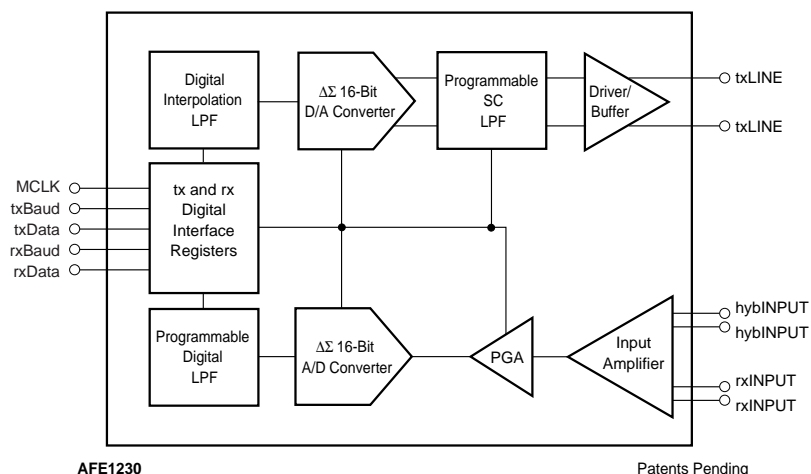 Digital
Interpolation
LPF
ΔΣ 16-Bit
D/A Converter
Programmable
SC
LPF
Driver/
Buffer
txLINE
txLINE
MCLK
txBaud
txData
rxBaud
rxData
tx and rx
Digital
Interface
Registers
Programmable
Digital
LPF
ΔΣ 16-Bit
A/D Converter
PGA
Input
Amplifier
hybINPUT
hybINPUT
rxINPUT
rxINPUT
AFE1230
Patents Pending